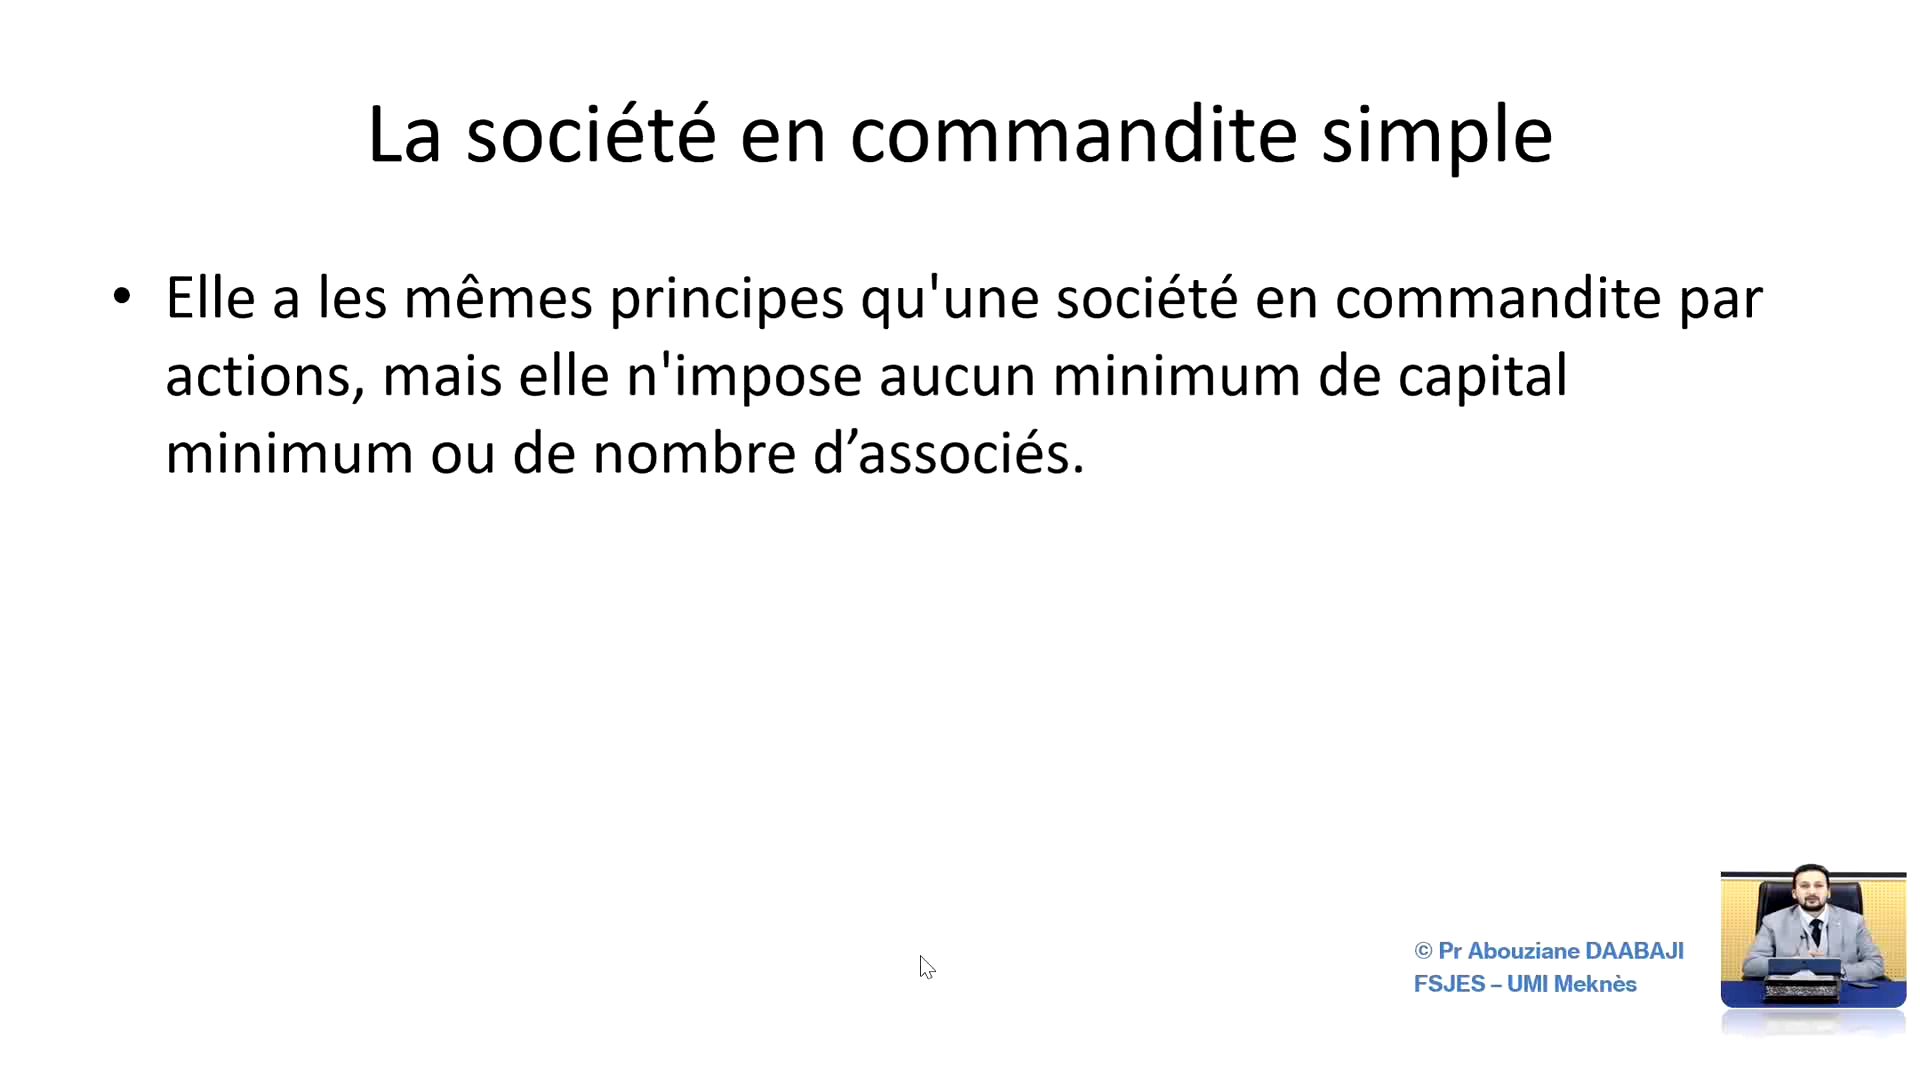 La société en commandite simple
• Elle a les mêmes principes qu'une société en commandite par
actions, mais elle n'impose aucun minimum de capital
minimum ou de nombre d’associés.
© Pr Abouziane DAABAJI
FSJES – UMI Meknès